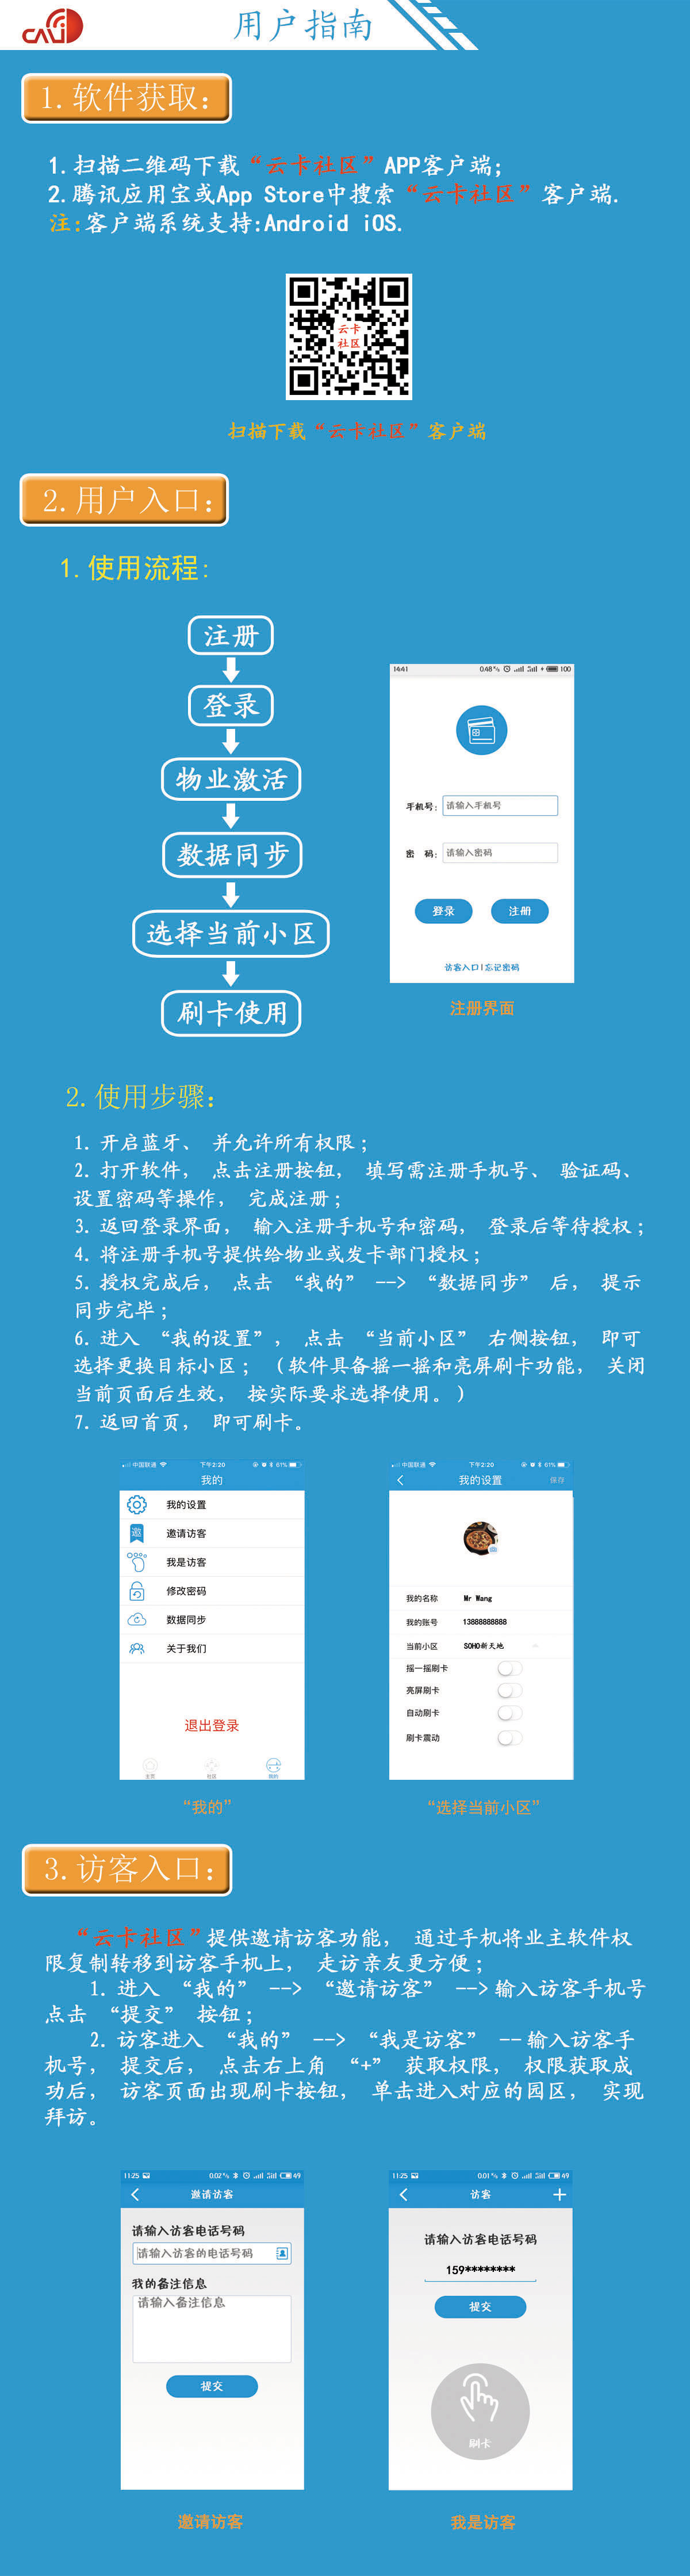 CAVID
用户指南
1.软件获取：
1.扫描二维码下载“云卡社区”APP客户端；
2.腾讯应用宝或App Store中搜索“云卡社区”客户端.
注:客户端系统支持:Android iOS.
云卡
社区
扫描下载“云卡社区”客户端
2.用户入口：
1.使用流程:
注册
登录
物业激活
数据同步
选择当前小区
刷卡使用
14:41 0.48% 100
手机号: 请输入手机号
密 码: 请输入密码
登录 注册
访客入口|忘记密码
注册界面
2.使用步骤：
1. 开启蓝牙、 并允许所有权限；
2. 打开软件， 点击注册按钮， 填写需注册手机号、 验证码、
设置密码等操作， 完成注册；
3. 返回登录界面， 输入注册手机号和密码， 登录后等待授权；
4. 将注册手机号提供给物业或发卡部门授权；
5. 授权完成后， 点击 “我的” --> “数据同步” 后， 提示
同步完毕；
6. 进入 “我的设置”， 点击 “当前小区” 右侧按钮， 即可
选择更换目标小区； （软件具备摇一摇和亮屏刷卡功能， 关闭
当前页面后生效， 按实际要求选择使用。）
7. 返回首页， 即可刷卡。
中国联通 下午2:20 61%
我的
我的设置
邀 邀请访客
我是访客
修改密码
数据同步
关于我们
退出登录
主页 社区 我的
“我的”
中国联通 下午2:20 61%
我的设置 保存
我的名称 Mr Wang
我的账号 13888888888
当前小区 SOHO新天地
摇一摇刷卡
亮屏刷卡
自动刷卡
刷卡震动
“选择当前小区”
3.访客入口：
“云卡社区”提供邀请访客功能， 通过手机将业主软件权
限复制转移到访客手机上， 走访亲友更方便；
1. 进入 “我的” --> “邀请访客” -->输入访客手机号
点击 “提交” 按钮；
2. 访客进入 “我的” --> “我是访客” --输入访客手
机号， 提交后， 点击右上角 “+” 获取权限， 权限获取成
功后， 访客页面出现刷卡按钮， 单击进入对应的园区， 实现
拜访。
11:25 0.02% 49
邀请访客
请输入访客电话号码
请输入访客的电话号码
我的备注信息
请输入备注信息
提交
邀请访客
11:25 0.01% 49
访客 +
请输入访客电话号码
159********
提交
刷卡
我是访客